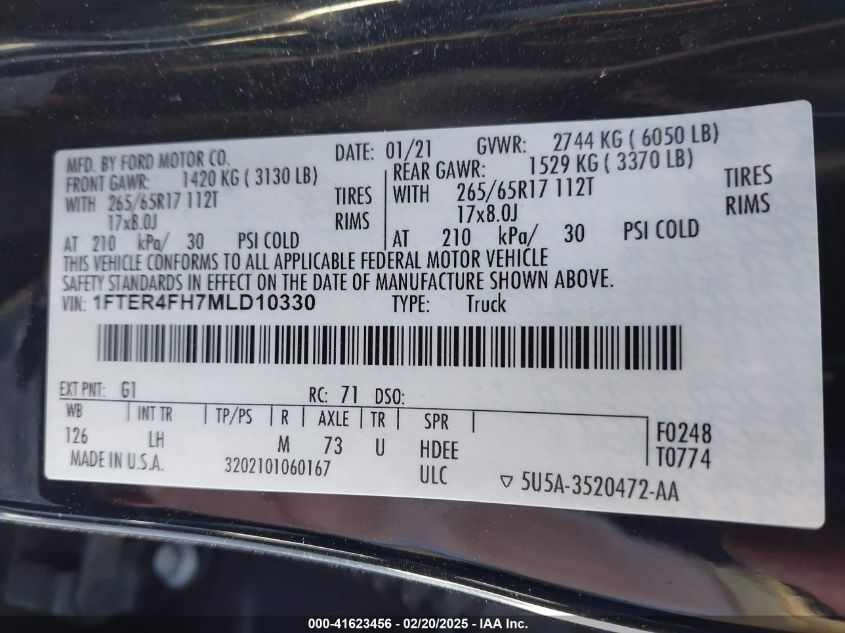 MFD. BY FORD MOTOR CO. DATE: 01/21 GVWR: 2744 KG ( 6050 LB)
FRONT GAWR: 1420 KG ( 3130 LB) REAR GAWR: 1529 KG ( 3370 LB)
WITH 265/65R17 112T TIRES WITH 265/65R17 112T TIRES
17x8.0J RIMS 17x8.0J RIMS
AT 210 kPa/ 30 PSI COLD AT 210 kPa/ 30 PSI COLD
THIS VEHICLE CONFORMS TO ALL APPLICABLE FEDERAL MOTOR VEHICLE
SAFETY STANDARDS IN EFFECT ON THE DATE OF MANUFACTURE SHOWN ABOVE.
VIN: 1FTER4FH7MLD10330 TYPE: Truck
EXT PNT: G1 RC: 71 DSO:
WB INT TR TP/PS R AXLE TR SPR
126 LH M 73 U HDEE F0248
MADE IN U.S.A. 3202101060167 ULC T0774
▽ 5U5A-3520472-AA
000-41623456 - 02/20/2025 - IAAI.com